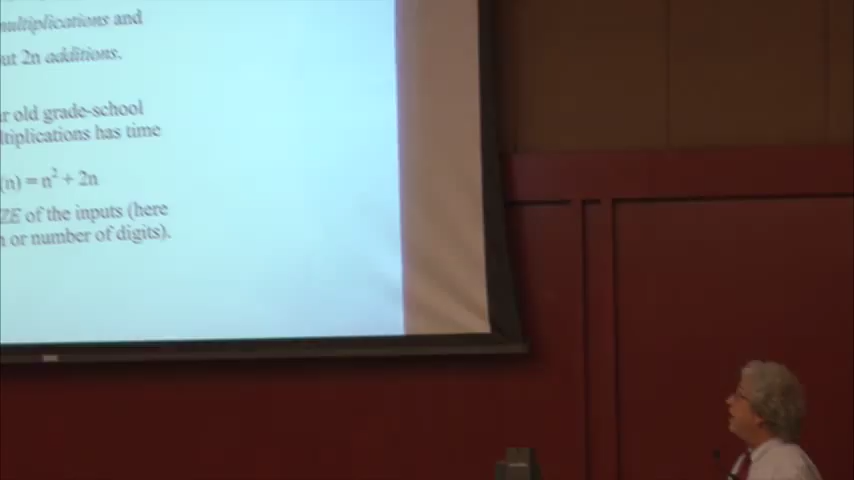 multiplications and
ut 2n additions.
r old grade-school
ltiplications has time
(n) = n² + 2n
ZE of the inputs (here
n or number of digits).